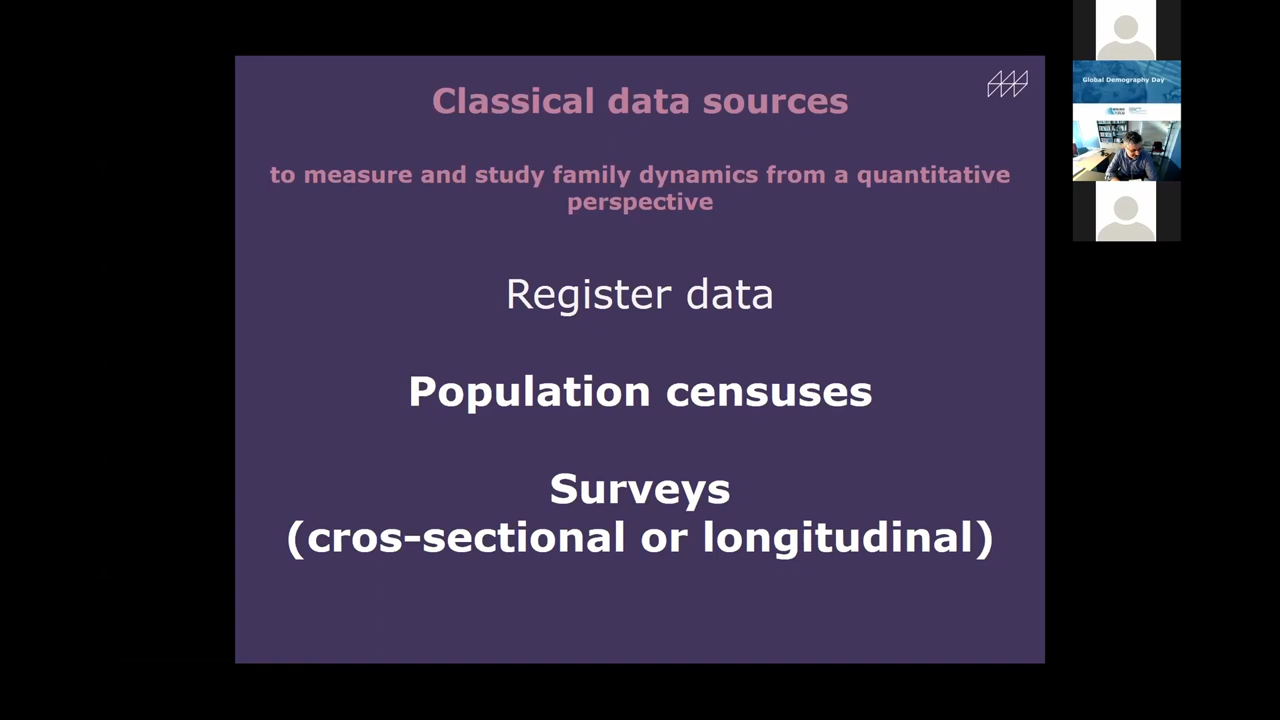 Classical data sources
to measure and study family dynamics from a quantitative
perspective
Register data
Population censuses
Surveys
(cros-sectional or longitudinal)
Global Demography Day